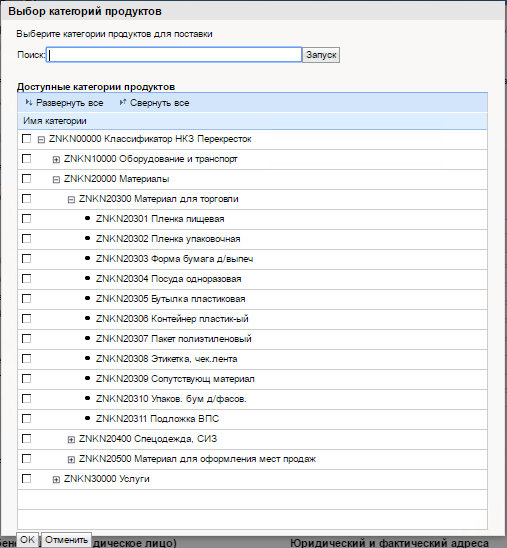 Выбор категорий продуктов
Выберите категории продуктов для поставки
Поиск: Запуск
Доступные категории продуктов
Развернуть все Свернуть все
Имя категории
ZNKN00000 Классификатор НКЗ Перекресток
ZNKN10000 Оборудование и транспорт
ZNKN20000 Материалы
ZNKN20300 Материал для торговли
ZNKN20301 Пленка пищевая
ZNKN20302 Пленка упаковочная
ZNKN20303 Форма бумага д/выпеч
ZNKN20304 Посуда одноразовая
ZNKN20305 Бутылка пластиковая
ZNKN20306 Контейнер пластик-ый
ZNKN20307 Пакет полиэтиленовый
ZNKN20308 Этикетка, чек.лента
ZNKN20309 Сопутствующ материал
ZNKN20310 Упаков. бум д/фасов.
ZNKN20311 Подложка ВПС
ZNKN20400 Спецодежда, СИЗ
ZNKN20500 Материал для оформления мест продаж
ZNKN30000 Услуги
OK Отменить дическое лицо) Юридический и фактический адреса